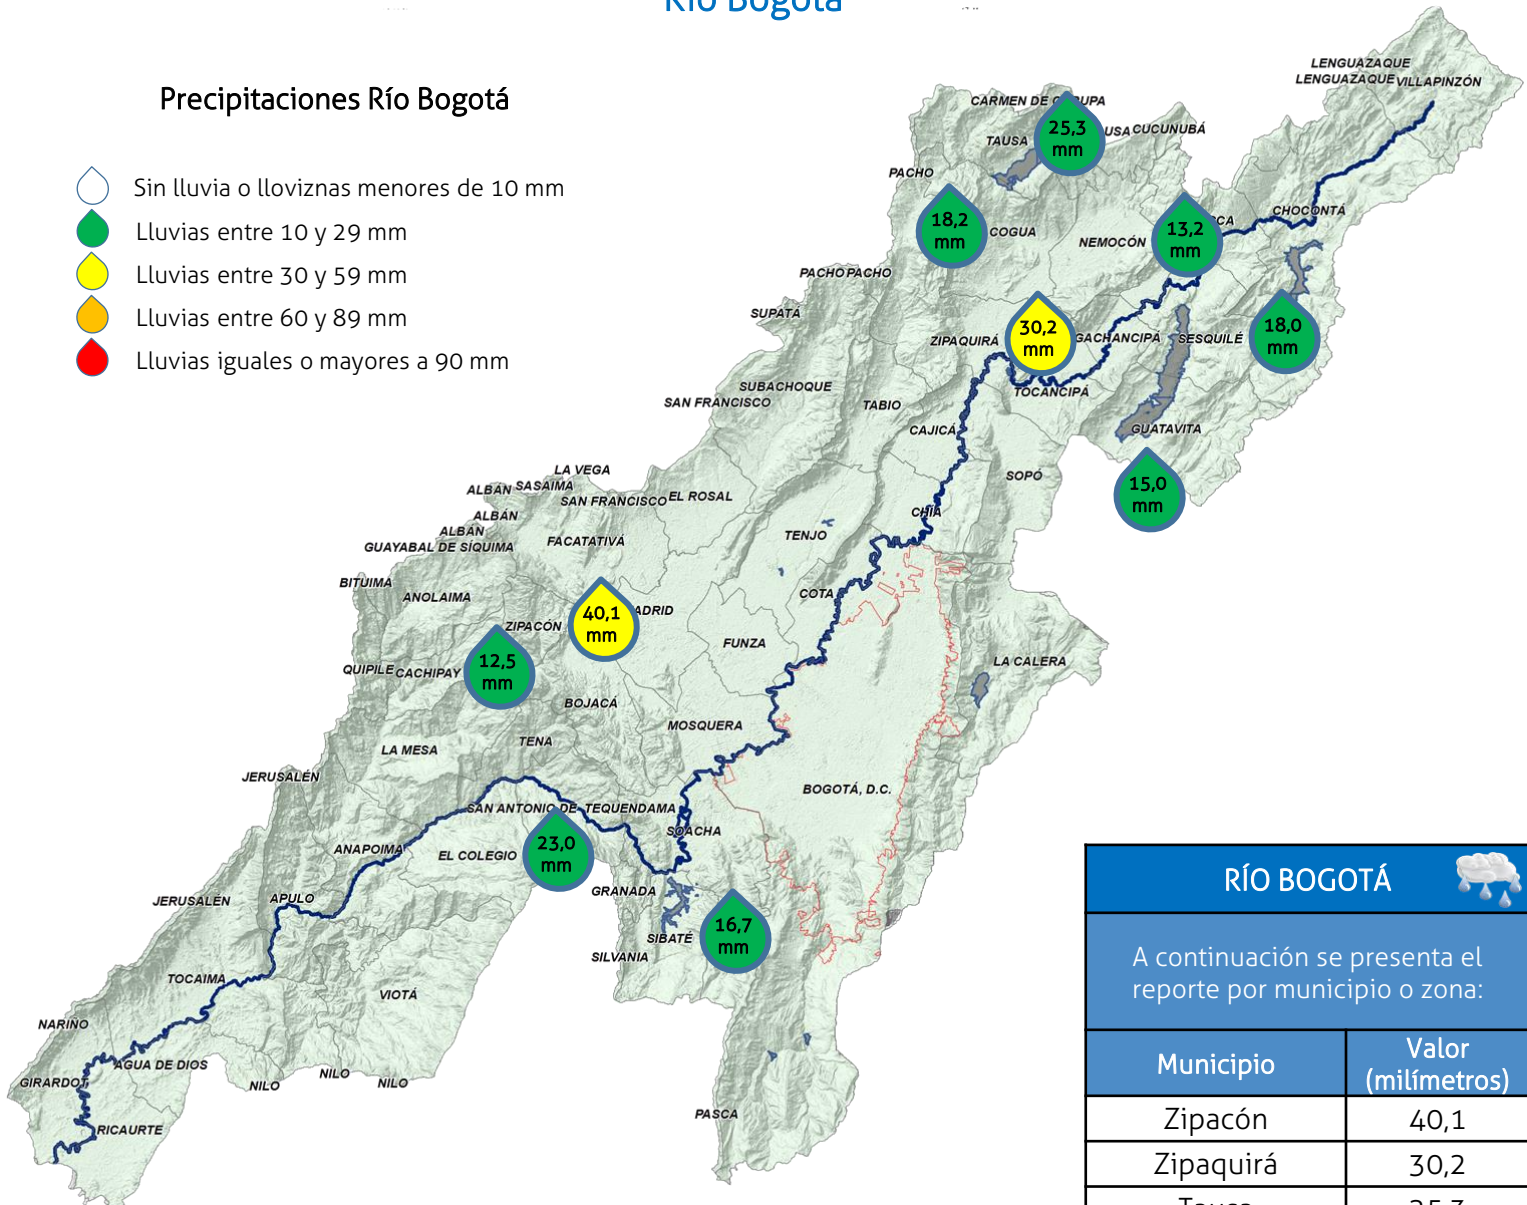 Río Bogotá
Precipitaciones Río Bogotá
Sin lluvia o lloviznas menores de 10 mm
Lluvias entre 10 y 29 mm
Lluvias entre 30 y 59 mm
Lluvias entre 60 y 89 mm
Lluvias iguales o mayores a 90 mm
LENGUAZAQUE
LENGUAZAQUE VILLAPINZÓN
CARMEN DE
UPA
25,3
mm
TAUSA
USA CUCUNUBÁ
PACHO
18,2
mm
COGUA
NEMOCÓN
13,2
mm
CHOCONTÁ
PACHO PACHO
SUPATÁ
ZIPAQUIRÁ
30,2
mm
GACHANCIPÁ
SESQUILÉ
18,0
mm
SUBACHOQUE
SAN FRANCISCO
TABIO
TOCANCIPÁ
CAJICÁ
GUATAVITA
LA VEGA
SOPÓ
15,0
mm
ALBÁN SASAIMA
SAN FRANCISCO EL ROSAL
ALBÁN
CHÍA
ALBÁN
GUAYABAL DE SÍQUIMA
FACATATIVÁ
TENJO
BITUIMA
ANOLAIMA
COTA
40,1
mm
ADRID
ZIPACÓN
FUNZA
QUIPILE CACHIPAY
12,5
mm
LA CALERA
BOJACÁ
MOSQUERA
LA MESA
TENA
JERUSALÉN
BOGOTÁ, D.C.
SAN ANTONIO DE TEQUENDAMA
SOACHA
ANAPOIMA
EL COLEGIO
23,0
mm
GRANADA
JERUSALÉN
APULO
16,7
mm
SIBATÉ
SILVANIA
TOCAIMA
VIOTÁ
NARIÑO
AGUA DE DIOS
GIRARDOT
NILO
NILO
NILO
PASCA
RICAURTE
RÍO BOGOTÁ
A continuación se presenta el
reporte por municipio o zona:
Municipio
Valor
(milímetros)
Zipacón 40,1
Zipaquirá 30,2